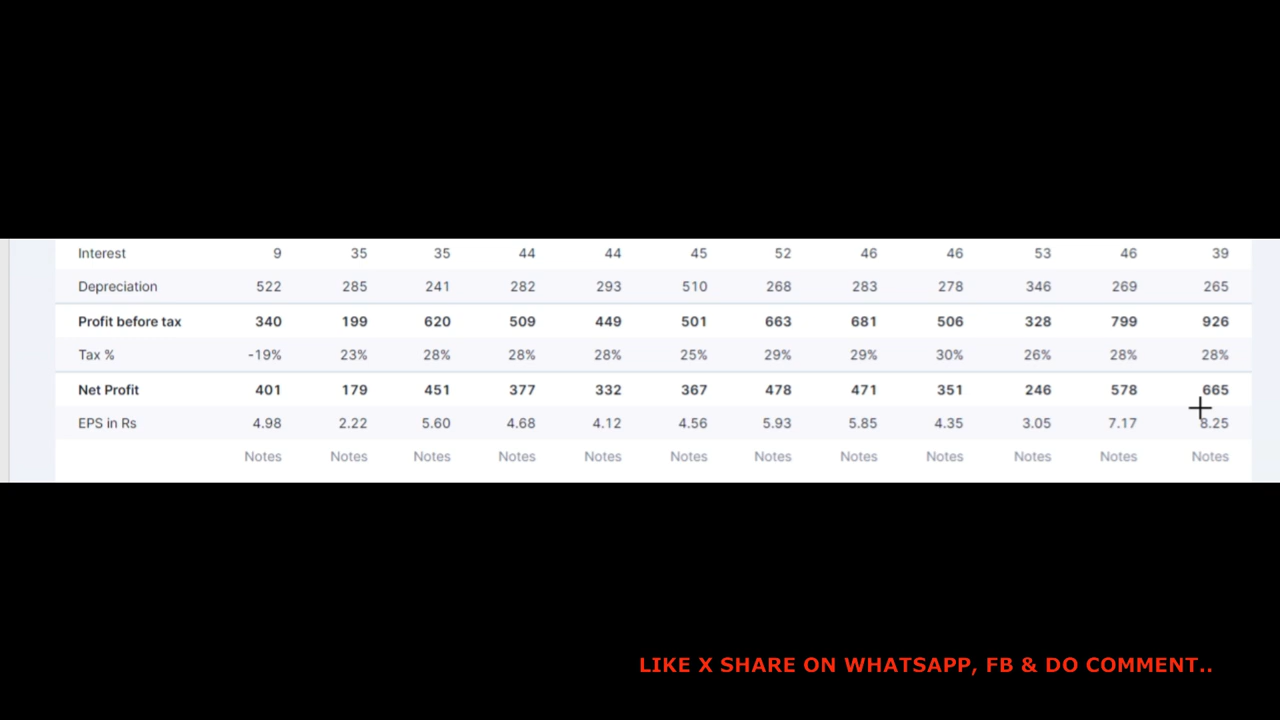 Interest 9 35 35 44 44 45 52 46 46 53 46 39
Depreciation 522 285 241 282 293 510 268 283 278 346 269 265
Profit before tax 340 199 620 509 449 501 663 681 506 328 799 926
Tax % -19% 23% 28% 28% 28% 25% 29% 29% 30% 26% 28% 28%
Net Profit 401 179 451 377 332 367 478 471 351 246 578 665
EPS in Rs 4.98 2.22 5.60 4.68 4.12 4.56 5.93 5.85 4.35 3.05 7.17 8.25
Notes Notes Notes Notes Notes Notes Notes Notes Notes Notes Notes Notes
LIKE X SHARE ON WHATSAPP, FB & DO COMMENT..